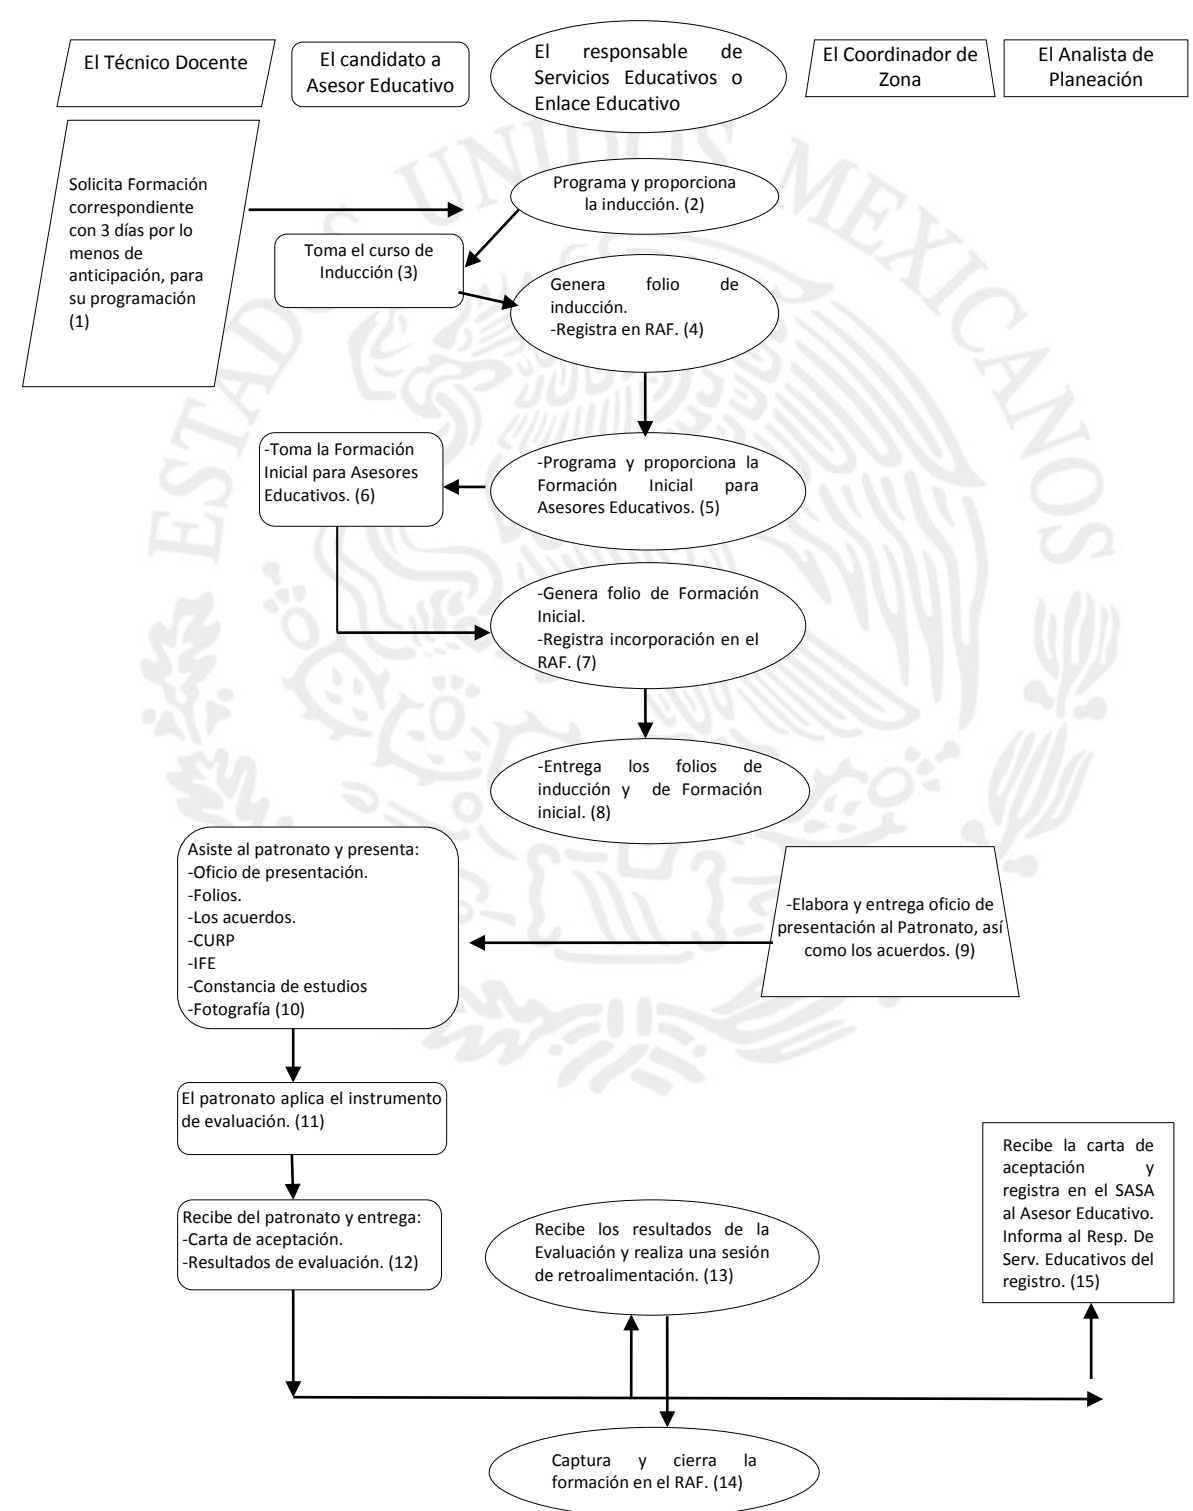 El Técnico Docente
El candidato a
Asesor Educativo
El responsable de
Servicios Educativos o
Enlace Educativo
El Coordinador de
Zona
El Analista de
Planeación
Solicita Formación
correspondiente
con 3 días por lo
menos de
anticipación, para
su programación
(1)
Programa y proporciona
la inducción. (2)
Toma el curso de
Inducción (3)
Genera folio de
inducción.
-Registra en RAF. (4)
-Toma la Formación
Inicial para Asesores
Educativos. (6)
-Programa y proporciona la
Formación Inicial para
Asesores Educativos. (5)
-Genera folio de Formación
Inicial.
-Registra incorporación en el
RAF. (7)
-Entrega los folios de
inducción y de Formación
inicial. (8)
Asiste al patronato y presenta:
-Oficio de presentación.
-Folios.
-Los acuerdos.
-CURP
-IFE
-Constancia de estudios
-Fotografía (10)
-Elabora y entrega oficio de
presentación al Patronato, así
como los acuerdos. (9)
El patronato aplica el instrumento
de evaluación. (11)
Recibe del patronato y entrega:
-Carta de aceptación.
-Resultados de evaluación. (12)
Recibe los resultados de la
Evaluación y realiza una sesión
de retroalimentación. (13)
Recibe la carta de
aceptación y
registra en el SASA
al Asesor Educativo.
Informa al Resp. De
Serv. Educativos del
registro. (15)
Captura y cierra la
formación en el RAF. (14)
ESTADOS UNIDOS MEXICANOS